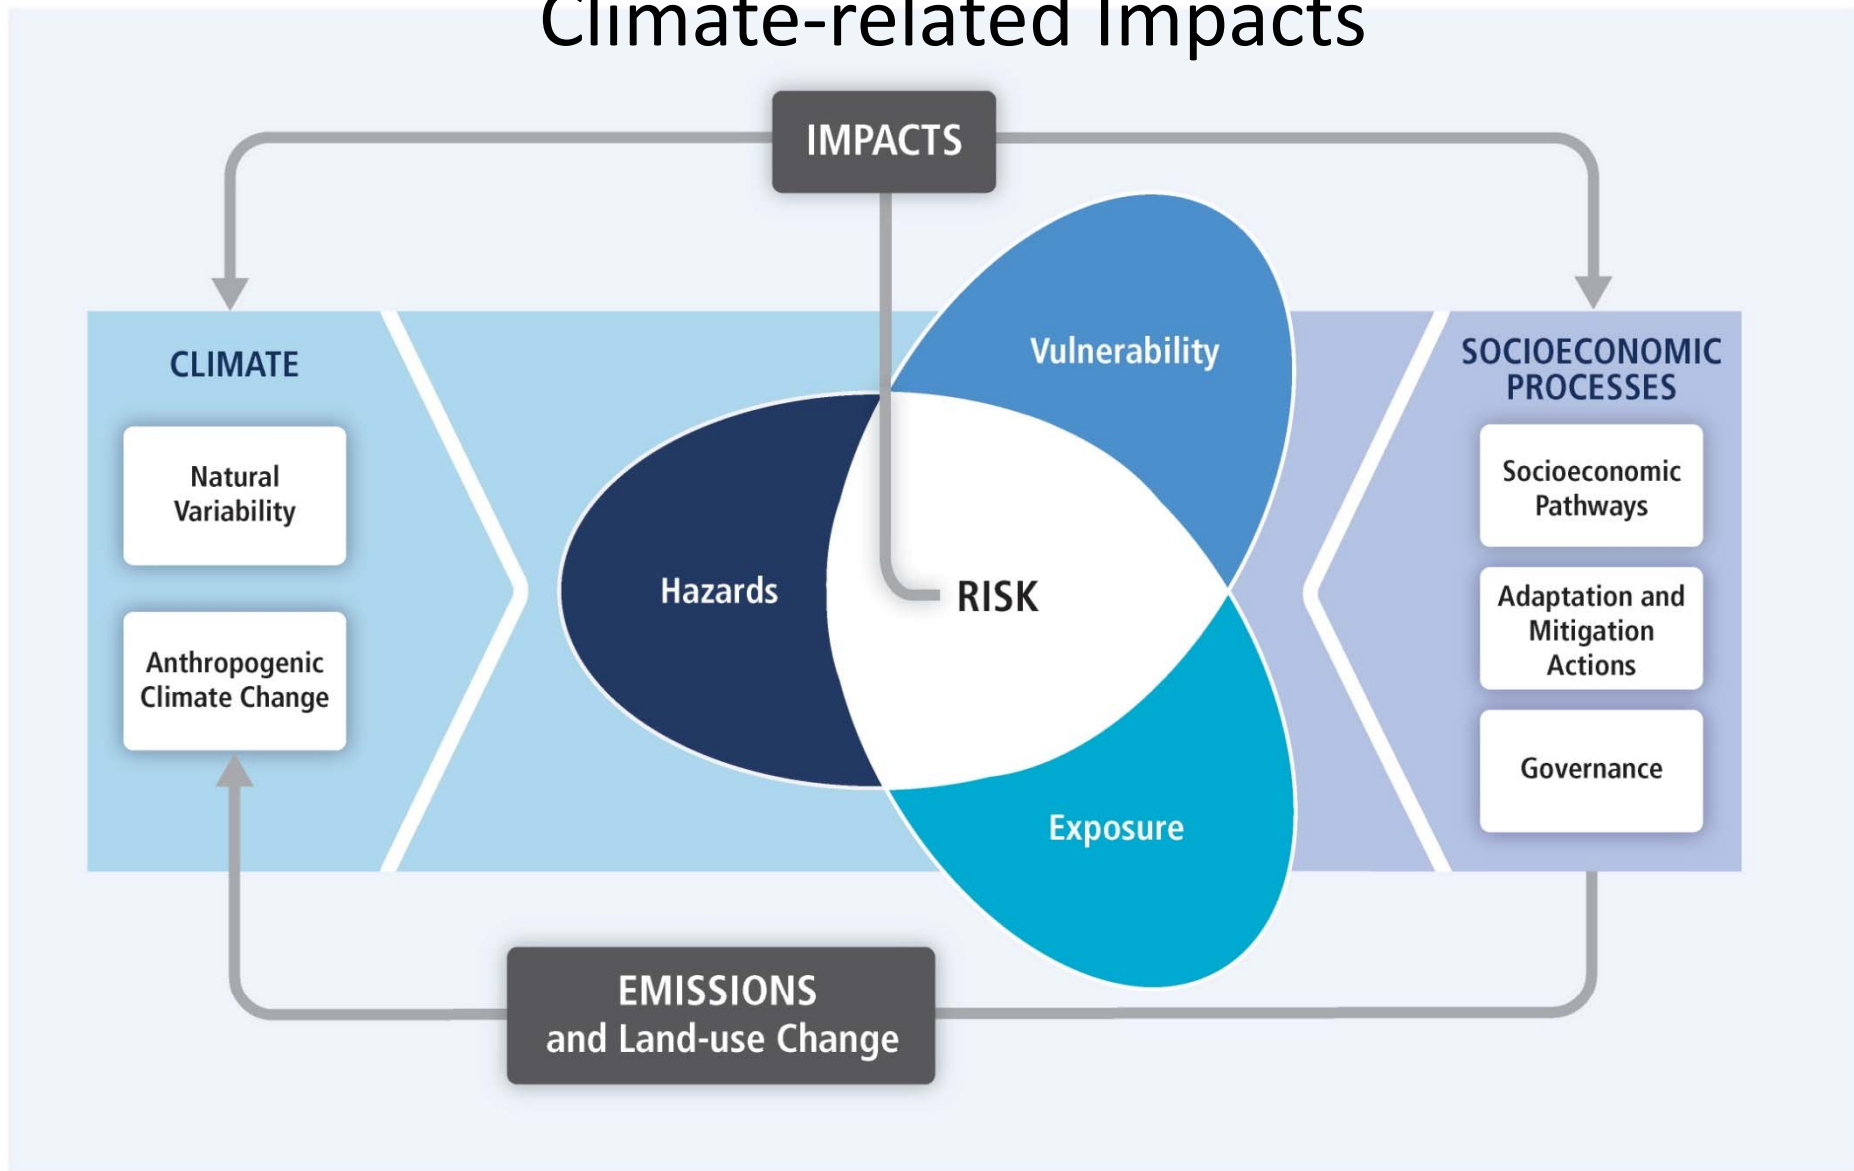 Climate-related Impacts
IMPACTS
CLIMATE
Natural
Variability
Anthropogenic
Climate Change
Vulnerability
Hazards
RISK
Exposure
SOCIOECONOMIC
PROCESSES
Socioeconomic
Pathways
Adaptation and
Mitigation
Actions
Governance
EMISSIONS
and Land-use Change